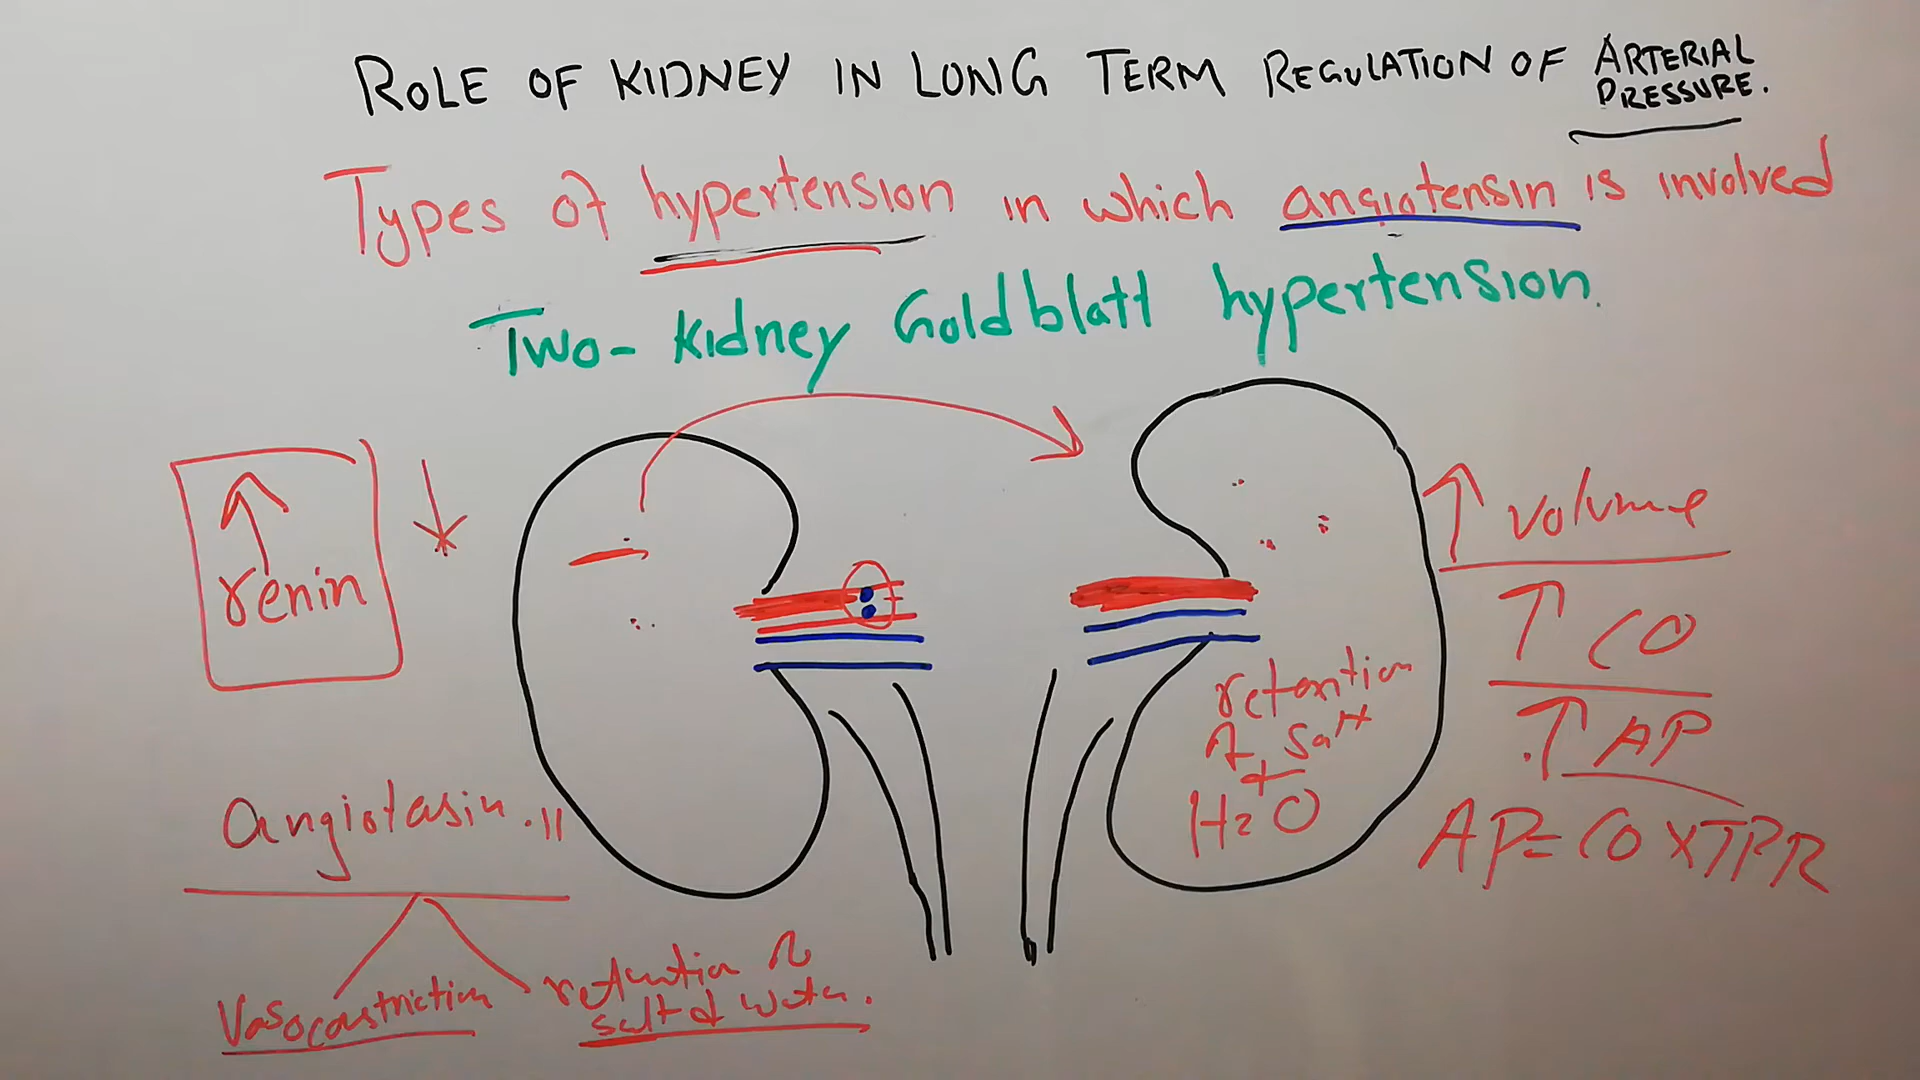 ROLE OF KIDNEY IN LONG TERM REGULATION OF ARTERIAL PRESSURE.
Types of hypertension in which angiotensin is involved
Two-kidney Goldblatt hypertension.
↑ renin
↓
Angiotasin.II
Vasoconstriction
retention of
salt & water.
retention
of salt
+
H2O
↑ volume
↑ CO
↑ AP
AP = CO X TPR